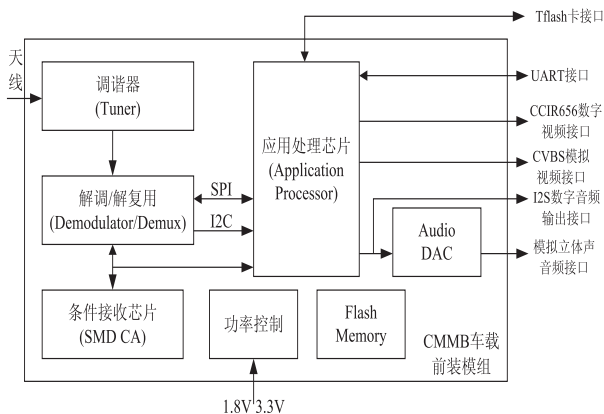 Tflash卡接口
天
线
调谐器
(Tuner)
UART接口
CCIR656数字
视频接口
应用处理芯片
(Application
Processor)
CVBS模拟
视频接口
解调/解复用
(Demodulator/Demux)
SPI
I2C
I2S数字音频
输出接口
Audio
DAC
模拟立体声
音频接口
条件接收芯片
(SMD CA)
功率控制
Flash
Memory
CMMB车载
前装模组
1.8V 3.3V